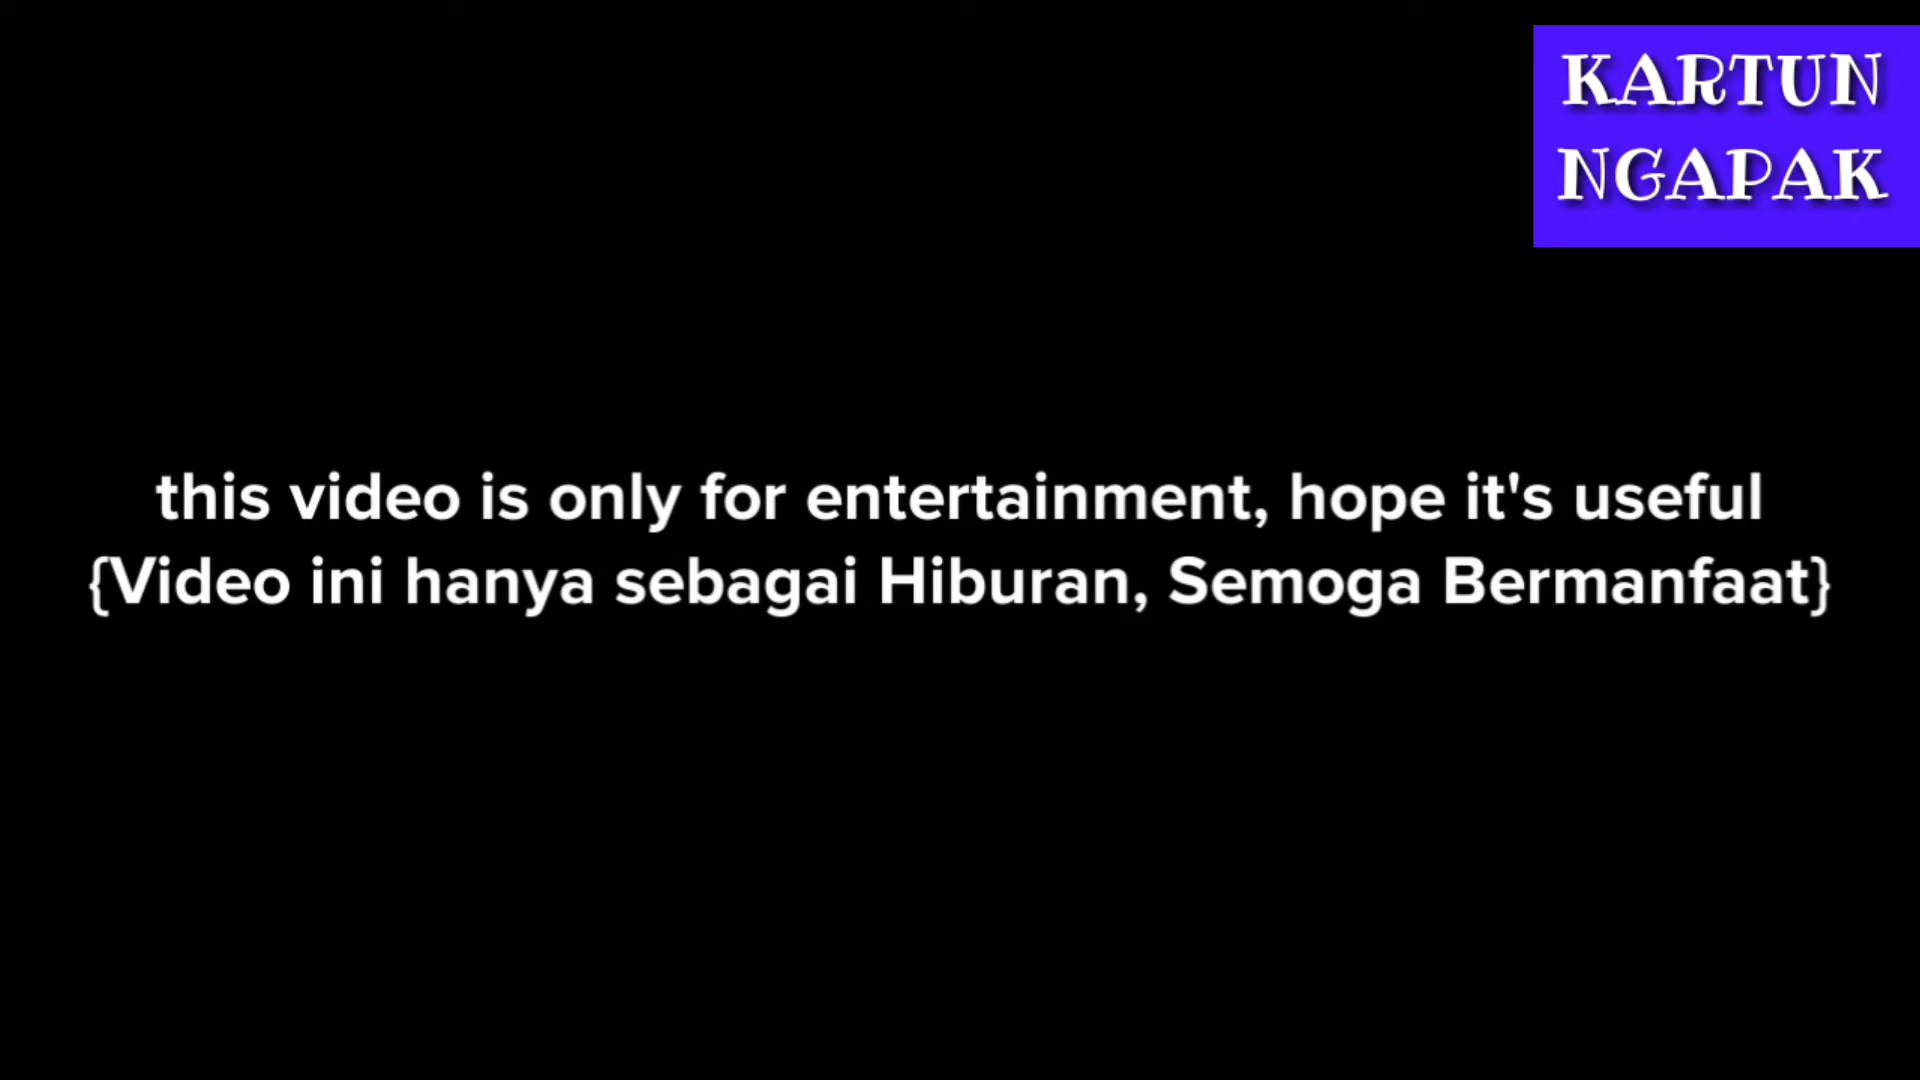 KARTUN
NGAPAK
this video is only for entertainment, hope it's useful
{Video ini hanya sebagai Hiburan, Semoga Bermanfaat}